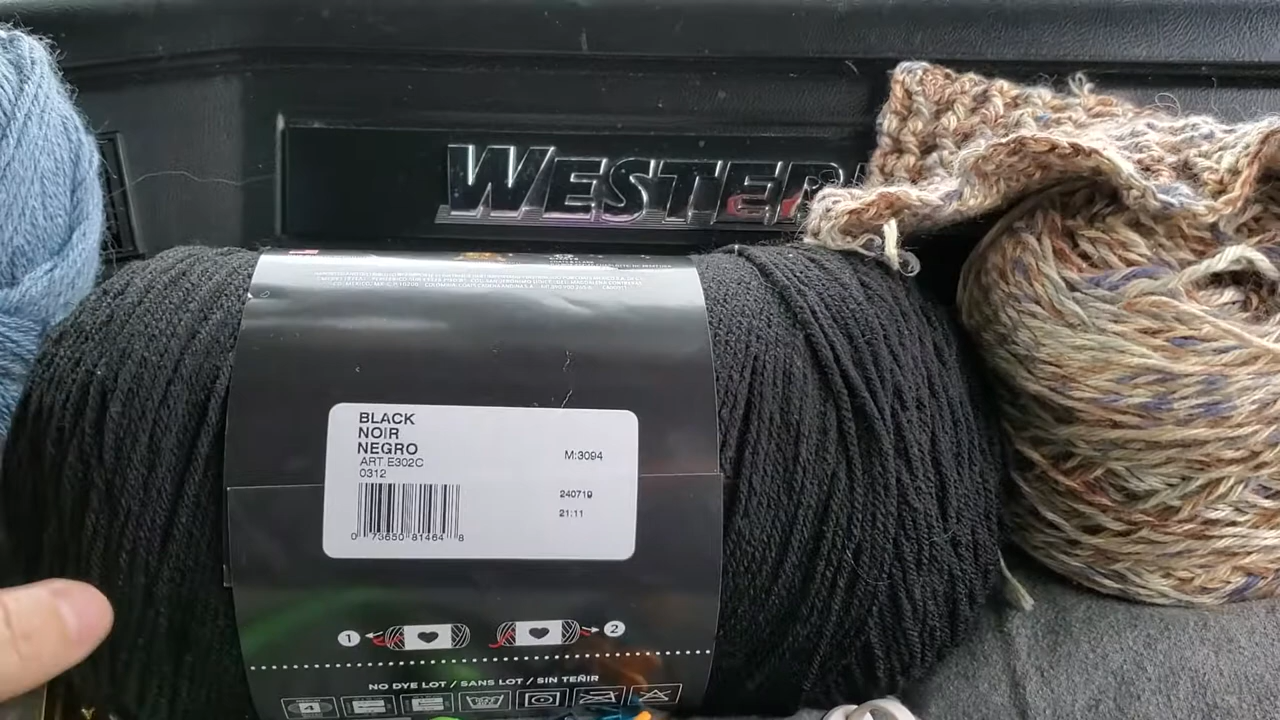 WESTER
BLACK
NOIR
NEGRO
ART E302C
0312
M:3094
240719
21:11
0 73650 81464 8
1
2
NO DYE LOT / SANS LOT / SIN TEÑIR
4